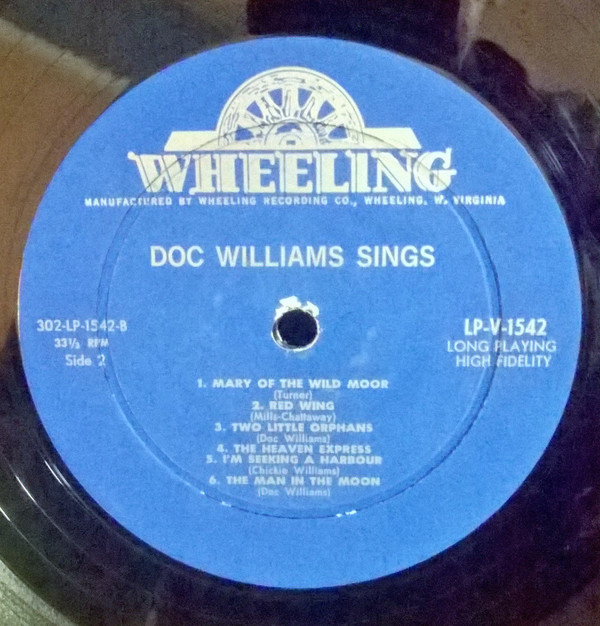 WHEELING
MANUFACTURED BY WHEELING RECORDING CO., WHEELING, W. VIRGINIA
DOC WILLIAMS SINGS
302-LP-1542-B
33⅓ RPM
Side 2
LP-V-1542
LONG PLAYING
HIGH FIDELITY
1. MARY OF THE WILD MOOR
(Turner)
2. RED WING
(Mills-Chattaway)
3. TWO LITTLE ORPHANS
(Doc Williams)
4. THE HEAVEN EXPRESS
5. I'M SEEKING A HARBOUR
(Chickie Williams)
6. THE MAN IN THE MOON
(Doc Williams)